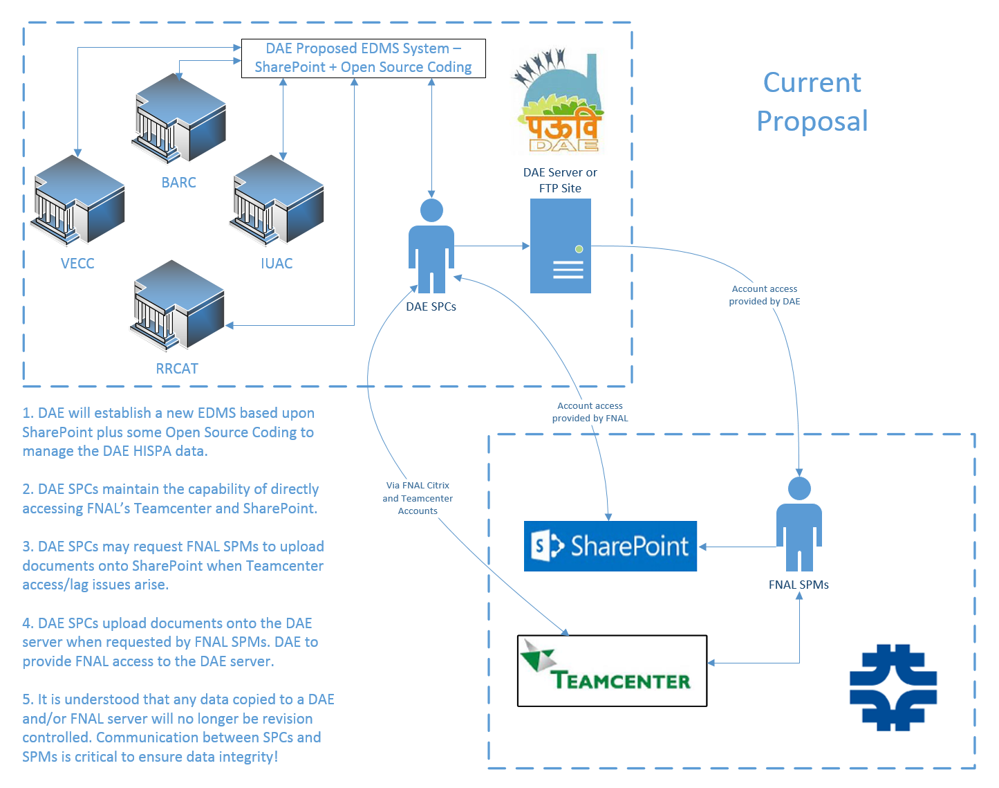 Current
Proposal
DAE Proposed EDMS System –
SharePoint + Open Source Coding
पऊवि
DAE
DAE Server or
FTP Site
BARC
VECC
IUAC
RRCAT
DAE SPCs
Account access
provided by DAE
Account access
provided by FNAL
Via FNAL Citrix
and Teamcenter
Accounts
S
SharePoint
FNAL SPMs
TEAMCENTER
1. DAE will establish a new EDMS based upon
SharePoint plus some Open Source Coding to
manage the DAE HISPA data.
2. DAE SPCs maintain the capability of directly
accessing FNAL’s Teamcenter and SharePoint.
3. DAE SPCs may request FNAL SPMs to upload
documents onto SharePoint when Teamcenter
access/lag issues arise.
4. DAE SPCs upload documents onto the DAE
server when requested by FNAL SPMs. DAE to
provide FNAL access to the DAE server.
5. It is understood that any data copied to a DAE
and/or FNAL server will no longer be revision
controlled. Communication between SPCs and
SPMs is critical to ensure data integrity!